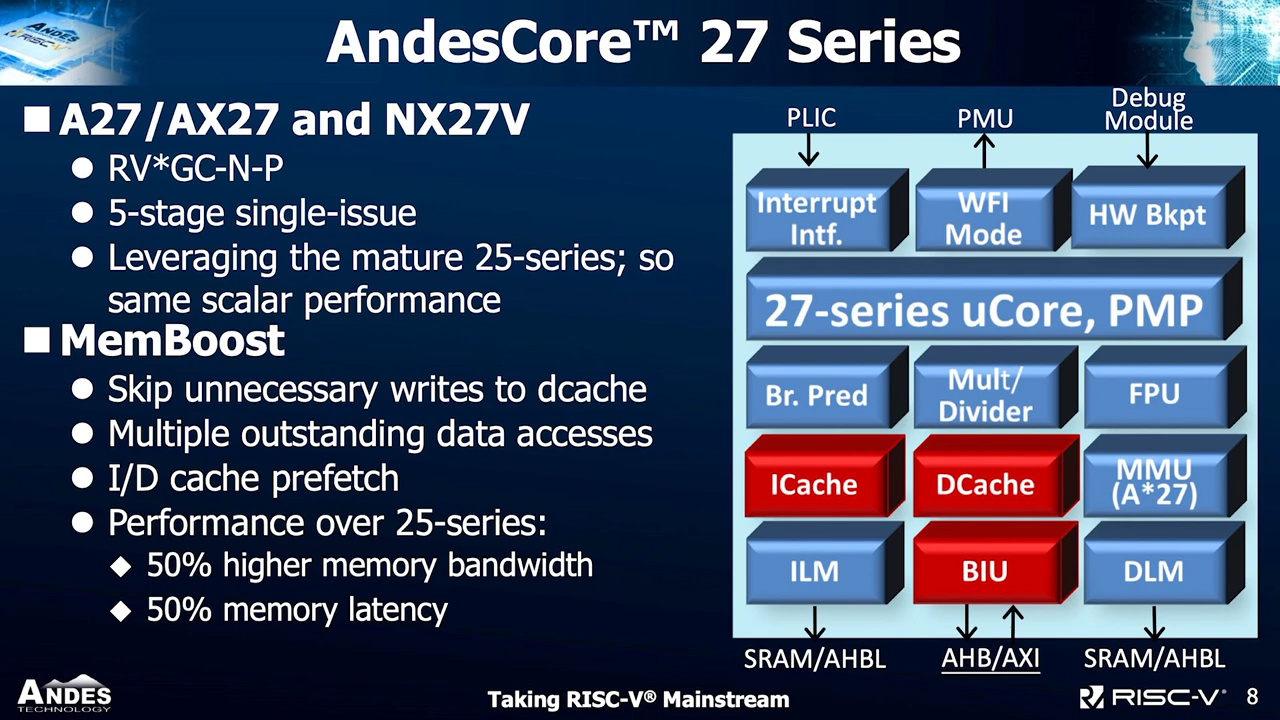 ANDES
RISC-V
AndesCore™ 27 Series
■ A27/AX27 and NX27V
● RV*GC-N-P
● 5-stage single-issue
● Leveraging the mature 25-series; so
same scalar performance
■ MemBoost
● Skip unnecessary writes to dcache
● Multiple outstanding data accesses
● I/D cache prefetch
● Performance over 25-series:
◆ 50% higher memory bandwidth
◆ 50% memory latency
PLIC
PMU
Debug
Module
Interrupt
Intf.
WFI
Mode
HW Bkpt
27-series uCore, PMP
Br. Pred
Mult/
Divider
FPU
ICache
DCache
MMU
(A*27)
ILM
BIU
DLM
SRAM/AHBL
AHB/AXI
SRAM/AHBL
ANDES
TECHNOLOGY
Taking RISC-V® Mainstream
RISC-V®
8